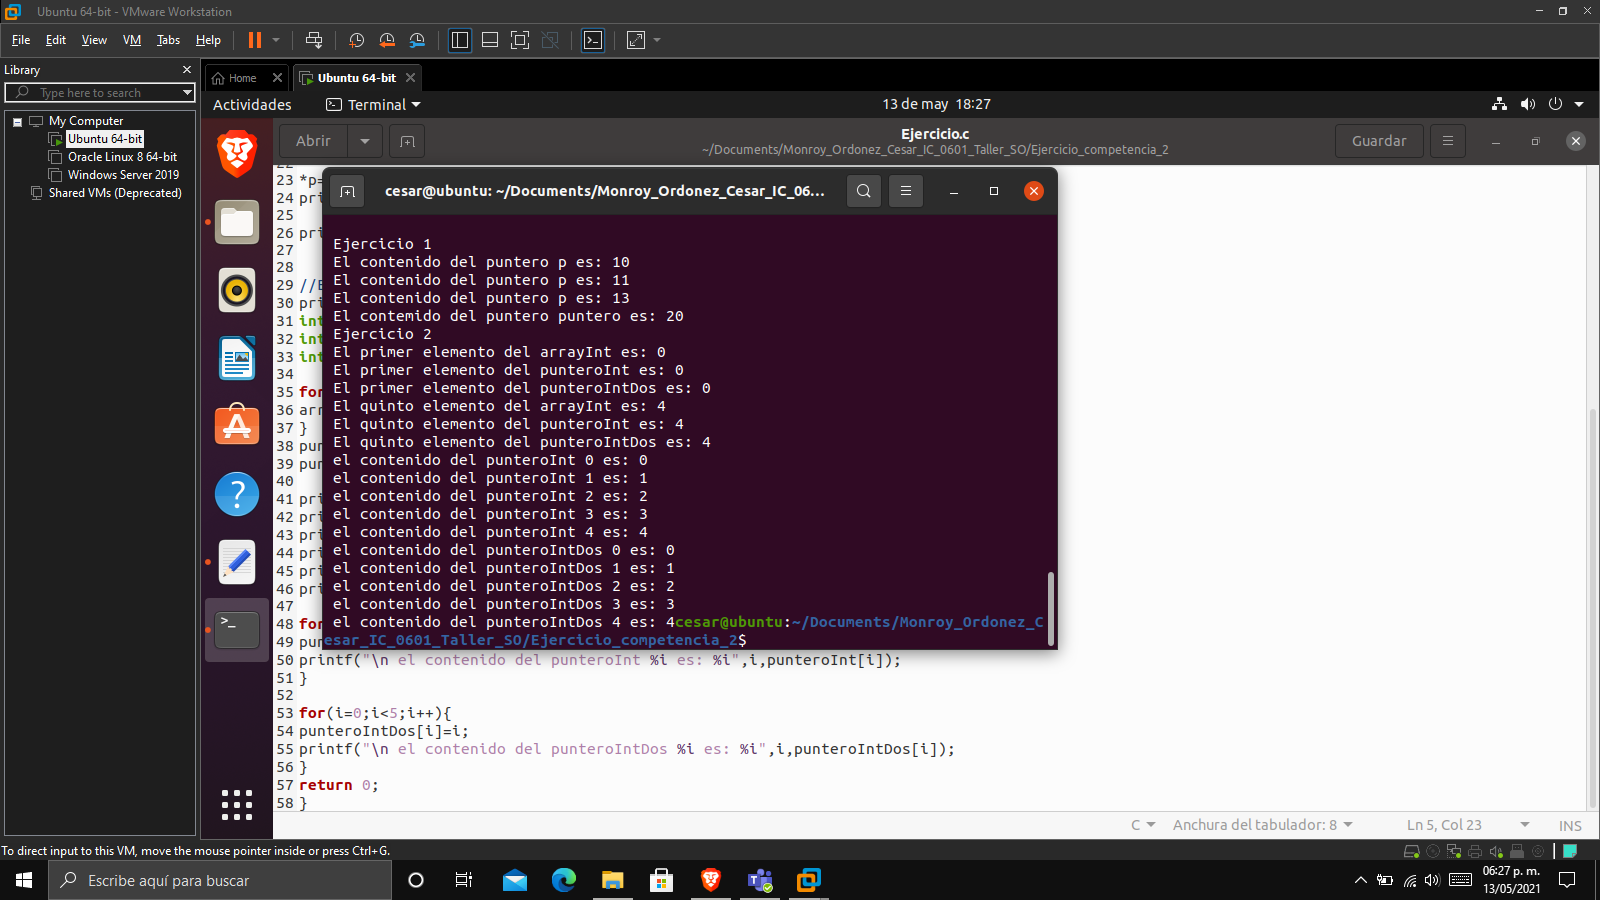 Ubuntu 64-bit - VMware Workstation
File Edit View VM Tabs Help
Library
Type here to search
My Computer
Ubuntu 64-bit
Oracle Linux 8 64-bit
Windows Server 2019
Shared VMs (Deprecated)
Home
Ubuntu 64-bit
Actividades Terminal 13 de may 18:27
Abrir Ejercicio.c Guardar
~/Documents/Monroy_Ordonez_Cesar_IC_0601_Taller_SO/Ejercicio_competencia_2
cesar@ubuntu: ~/Documents/Monroy_Ordonez_Cesar_IC_06...
Ejercicio 1
El contenido del puntero p es: 10
El contenido del puntero p es: 11
El contenido del puntero p es: 13
El contemido del puntero puntero es: 20
Ejercicio 2
El primer elemento del arrayInt es: 0
El primer elemento del punteroInt es: 0
El primer elemento del punteroIntDos es: 0
El quinto elemento del arrayInt es: 4
El quinto elemento del punteroInt es: 4
El quinto elemento del punteroIntDos es: 4
el contenido del punteroInt 0 es: 0
el contenido del punteroInt 1 es: 1
el contenido del punteroInt 2 es: 2
el contenido del punteroInt 3 es: 3
el contenido del punteroInt 4 es: 4
el contenido del punteroIntDos 0 es: 0
el contenido del punteroIntDos 1 es: 1
el contenido del punteroIntDos 2 es: 2
el contenido del punteroIntDos 3 es: 3
el contenido del punteroIntDos 4 es: 4cesar@ubuntu:~/Documents/Monroy_Ordonez_C
esar_IC_0601_Taller_SO/Ejercicio_competencia_2$
23 *p=
24 pri
25
26 pri
27
28
29 //E
30 pri
31 int
32 int
33 int
34
35 for
36 arr
37 }
38 pun
39 pun
40
41 pri
42 pri
43 pri
44 pri
45 pri
46 pri
47
48 for
49 pun
50 printf("\n el contenido del punteroInt %i es: %i",i,punteroInt[i]);
51 }
52
53 for(i=0;i<5;i++){
54 punteroIntDos[i]=i;
55 printf("\n el contenido del punteroIntDos %i es: %i",i,punteroIntDos[i]);
56 }
57 return 0;
58 }
C Anchura del tabulador: 8 Ln 5, Col 23 INS
To direct input to this VM, move the mouse pointer inside or press Ctrl+G.
Escribe aquí para buscar
06:27 p. m.
13/05/2021